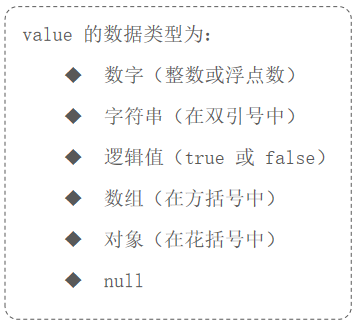 value 的数据类型为:
◆ 数字（整数或浮点数）
◆ 字符串（在双引号中）
◆ 逻辑值（true 或 false）
◆ 数组（在方括号中）
◆ 对象（在花括号中）
◆ null